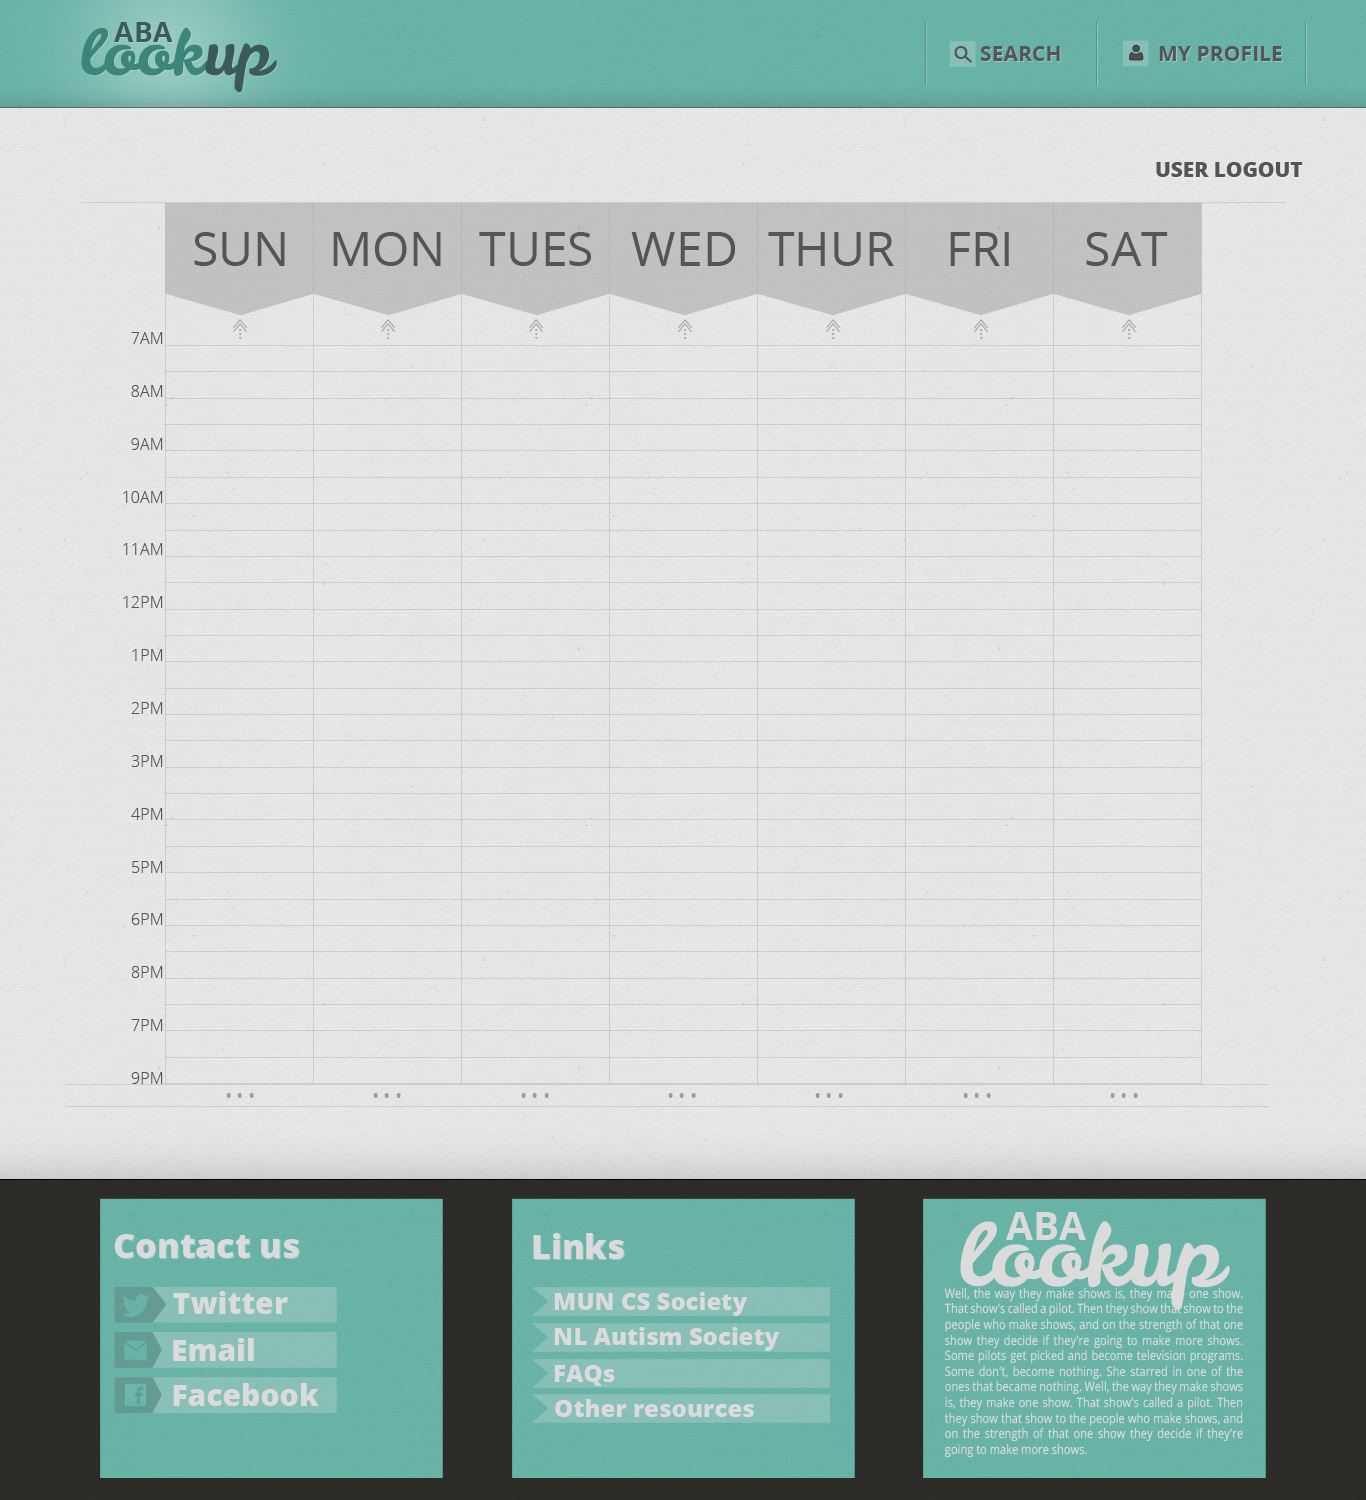 ABA
lookup
SEARCH
MY PROFILE
USER LOGOUT
SUN MON TUES WED THUR FRI SAT
7AM
8AM
9AM
10AM
11AM
12PM
1PM
2PM
3PM
4PM
5PM
6PM
8PM
7PM
9PM
Contact us
Twitter
Email
Facebook
Links
MUN CS Society
NL Autism Society
FAQs
Other resources
ABA
lookup
Well, the way they make shows is, they make one show.
That show's called a pilot. Then they show that show to the
people who make shows, and on the strength of that one
show they decide if they're going to make more shows.
Some pilots get picked and become television programs.
Some don't, become nothing. She starred in one of the
ones that became nothing. Well, the way they make shows
is, they make one show. That show's called a pilot. Then
they show that show to the people who make shows, and
on the strength of that one show they decide if they're
going to make more shows.